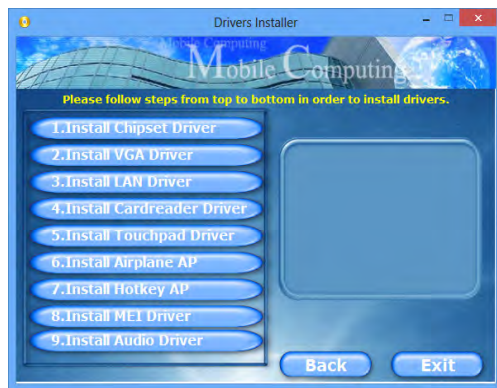 Drivers Installer
Mobile Computing
Mobile Computing
Please follow steps from top to bottom in order to install drivers.
1.Install Chipset Driver
2.Install VGA Driver
3.Install LAN Driver
4.Install Cardreader Driver
5.Install Touchpad Driver
6.Install Airplane AP
7.Install Hotkey AP
8.Install MEI Driver
9.Install Audio Driver
Back
Exit